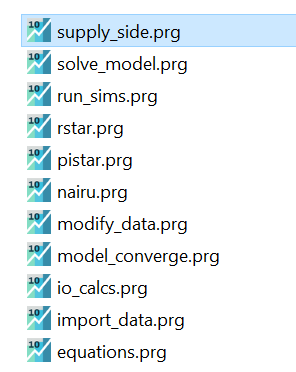 supply_side.prg
solve_model.prg
run_sims.prg
rstar.prg
pistar.prg
nairu.prg
modify_data.prg
model_converge.prg
io_calcs.prg
import_data.prg
equations.prg